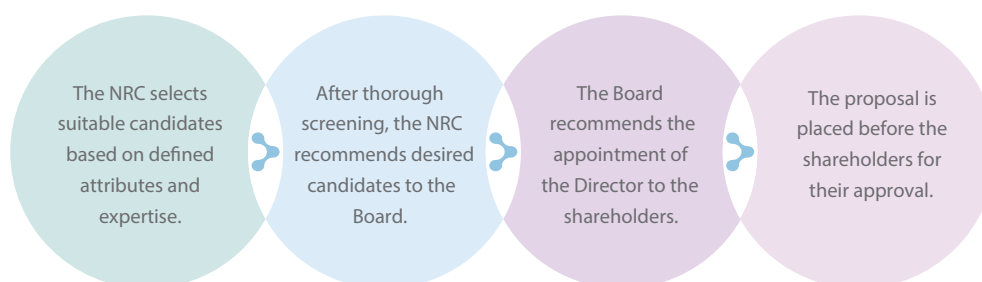 The NRC selects
suitable candidates
based on defined
attributes and
expertise.
After thorough
screening, the NRC
recommends desired
candidates to the
Board.
The Board
recommends the
appointment of
the Director to the
shareholders.
The proposal is
placed before the
shareholders for
their approval.